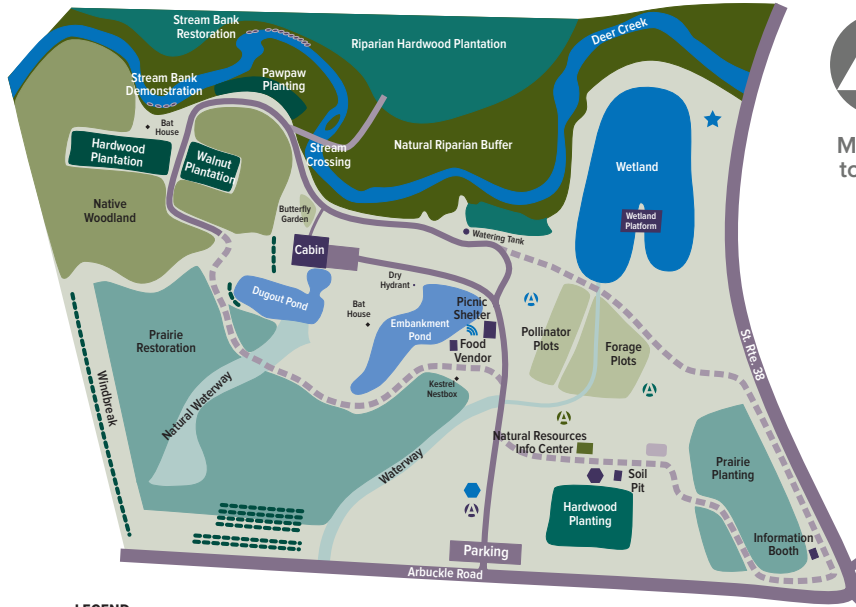 Stream Bank
Restoration
Riparian Hardwood Plantation
Deer Creek
Stream Bank
Demonstration
Pawpaw
Planting
Bat
House
Hardwood
Plantation
Walnut
Plantation
Stream
Crossing
Natural Riparian Buffer
Wetland
M
to
Native
Woodland
Butterfly
Garden
Wetland
Platform
Cabin
Watering Tank
Dry
Hydrant
Dugout Pond
Bat
House
Embankment
Pond
Picnic
Shelter
Food
Vendor
Pollinator
Plots
Forage
Plots
St. Rte. 38
Prairie
Restoration
Windbreak
Natural Waterway
Kestrel
Nestbox
Waterway
Natural Resources
Info Center
Soil
Pit
Prairie
Planting
Hardwood
Planting
Information
Booth
Parking
Arbuckle Road
LEGEND